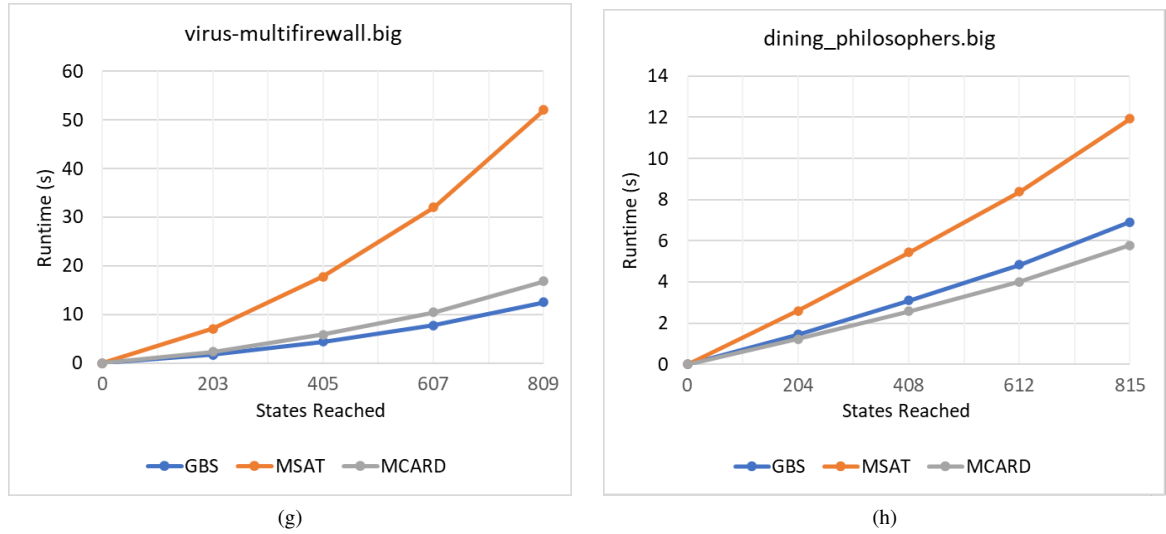 virus-multifirewall.big
60
50
40
30
20
10
0
Runtime (s)
0 203 405 607 809
States Reached
GBS MSAT MCARD
(g)
dining_philosophers.big
14
12
10
8
6
4
2
0
Runtime (s)
0 204 408 612 815
States Reached
GBS MSAT MCARD
(h)